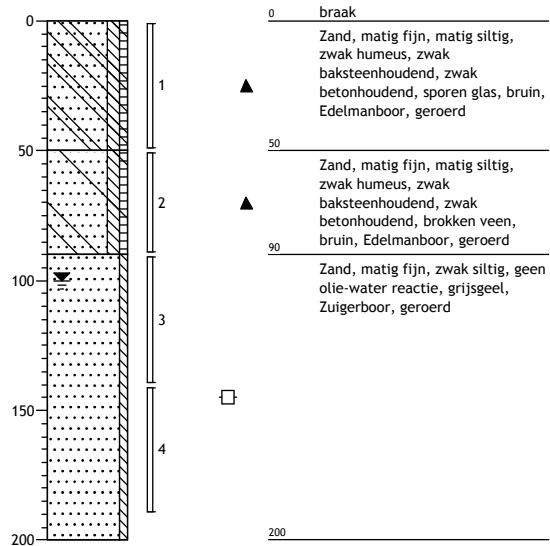 0
50
100
150
200
1
2
3
4
0
braak
Zand, matig fijn, matig siltig,
zwak humeus, zwak
baksteenhoudend, zwak
betonhoudend, sporen glas, bruin,
Edelmanboor, geroerd
50
Zand, matig fijn, matig siltig,
zwak humeus, zwak
baksteenhoudend, zwak
betonhoudend, brokken veen,
bruin, Edelmanboor, geroerd
90
Zand, matig fijn, zwak siltig, geen
olie-water reactie, grijsgeel,
Zuigerboor, geroerd
200